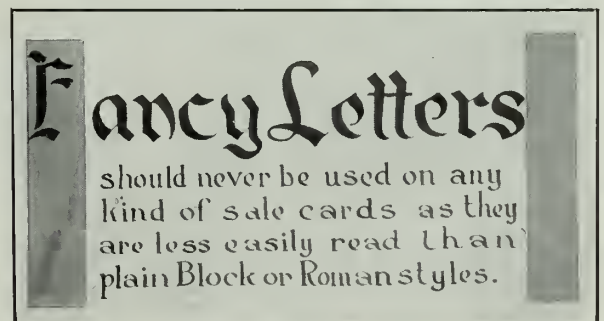 Fancy Letters
should never be used on any
kind of sale cards as they
are less easily read than
plain Block or Roman styles.